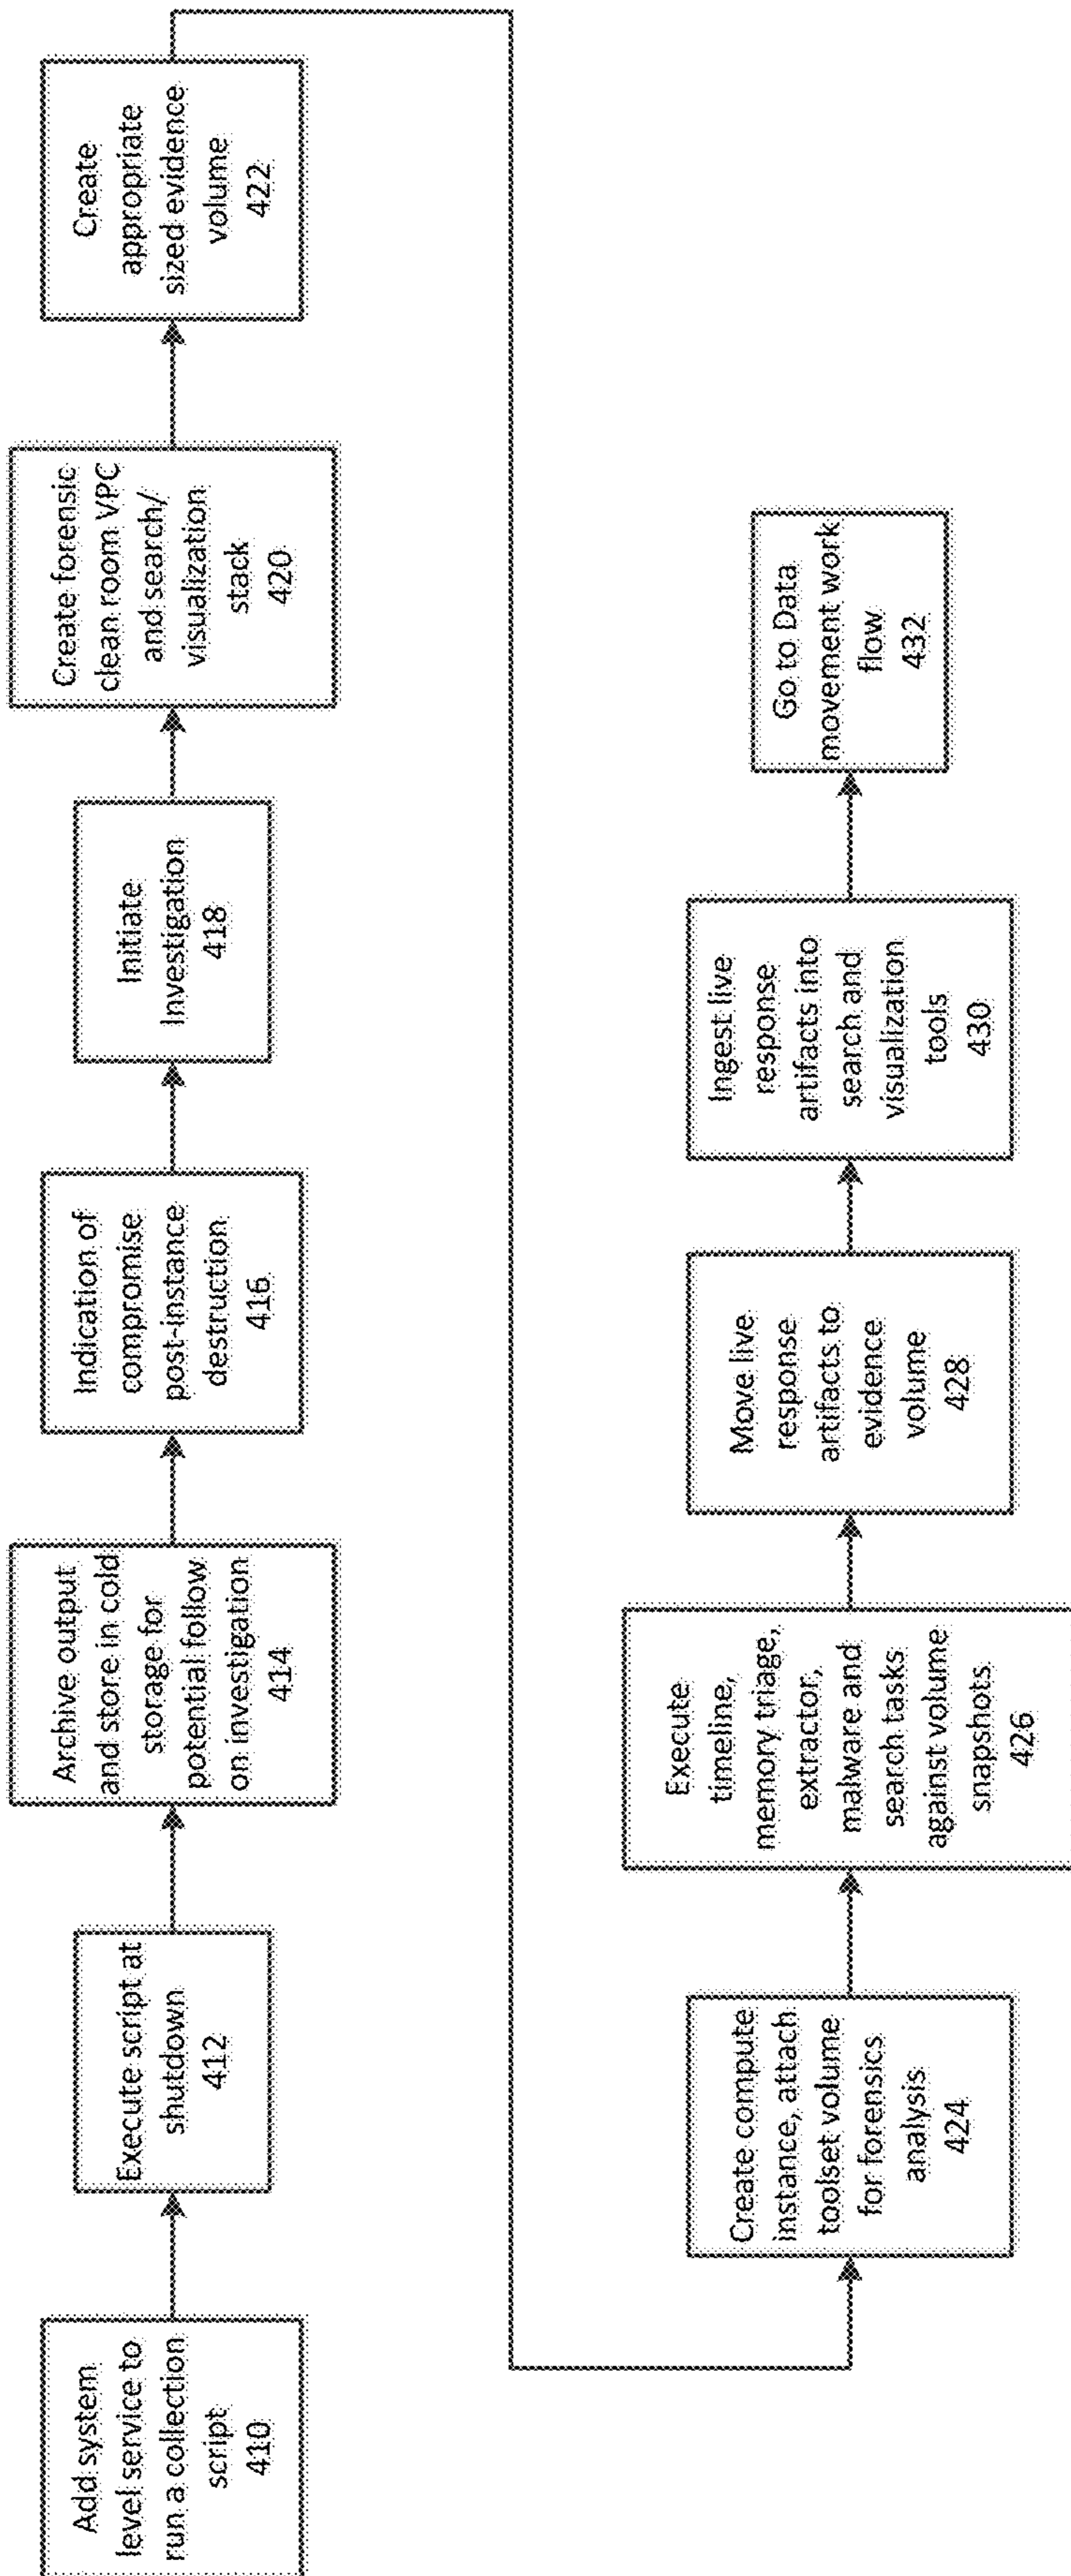 Add system
level service to
run a collection
script
410
Execute script at
shutdown
412
Archive output
and store in cold
storage for
potential follow
on investigation
414
Indication of
compromise
post-instance
destruction
416
Initiate
Investigation
418
Create forensic
clean room VPC
and search/
visualization
stack
420
Create
appropriate
sized evidence
volume
422
Create compute
instance, attach
toolset volume
for forensics
analysis
424
Execute
timeline,
memory triage,
extractor,
malware and
search tasks
against volume
snapshots
426
Move live
response
artifacts to
evidence
volume
428
Ingest live
response
artifacts into
search and
visualization
tools
430
Go to Data
movement work
flow
432